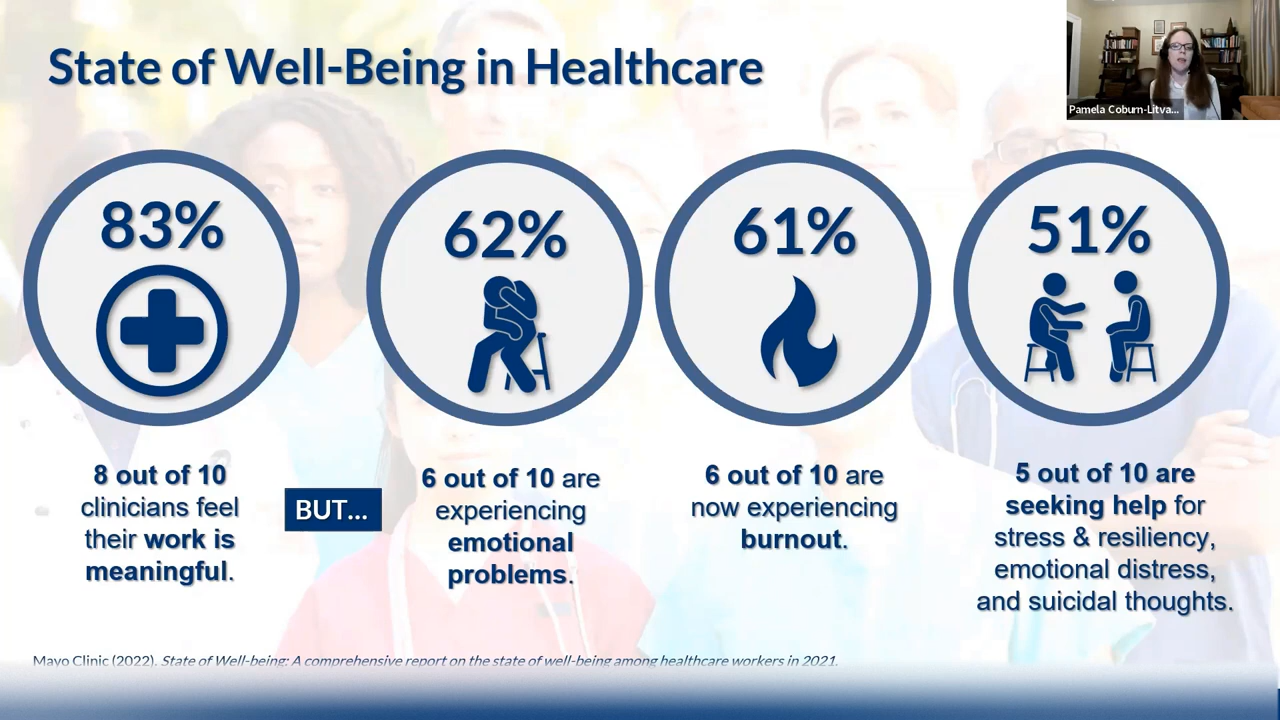 State of Well-Being in Healthcare
Pamela Coburn-Litva...
83%
62%
61%
51%
8 out of 10
clinicians feel
their work is
meaningful.
BUT...
6 out of 10 are
experiencing
emotional
problems.
6 out of 10 are
now experiencing
burnout.
5 out of 10 are
seeking help for
stress & resiliency,
emotional distress,
and suicidal thoughts.
Mayo Clinic (2022). State of Well-being: A comprehensive report on the state of well-being among healthcare workers in 2021.